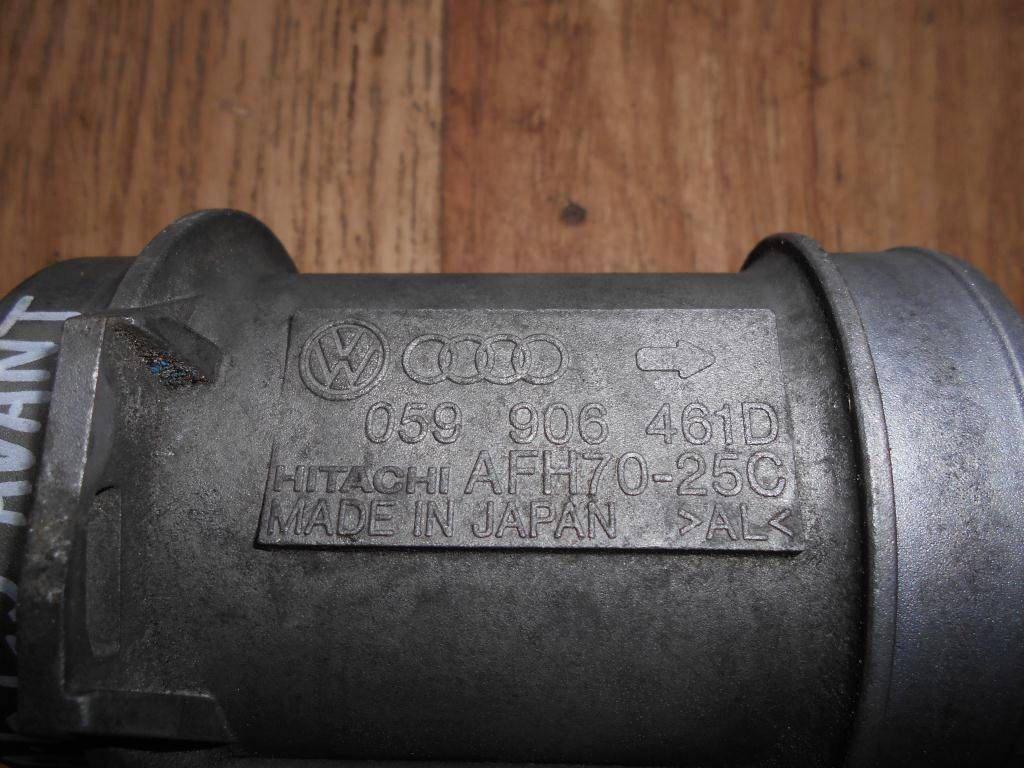 059 906 461D
HITACHI AFH70-25C
MADE IN JAPAN >AL<
AVANT